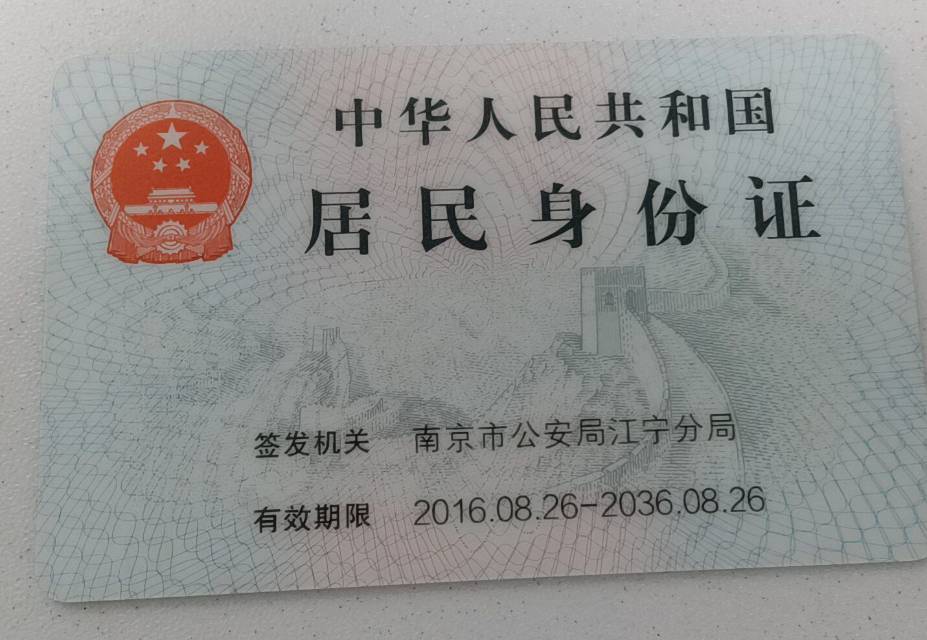 中华人民共和国
居民身份证
签发机关 南京市公安局江宁分局
有效期限 2016.08.26-2036.08.26